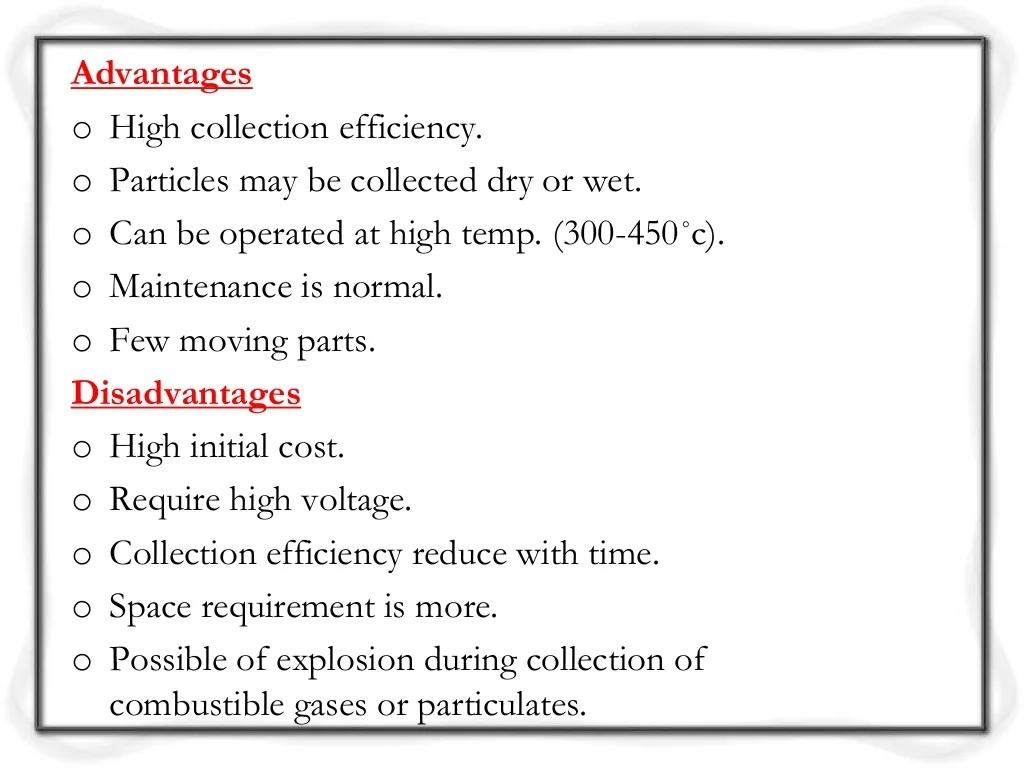 Advantages
o High collection efficiency.
o Particles may be collected dry or wet.
o Can be operated at high temp. (300-450˚c).
o Maintenance is normal.
o Few moving parts.
Disadvantages
o High initial cost.
o Require high voltage.
o Collection efficiency reduce with time.
o Space requirement is more.
o Possible of explosion during collection of
combustible gases or particulates.